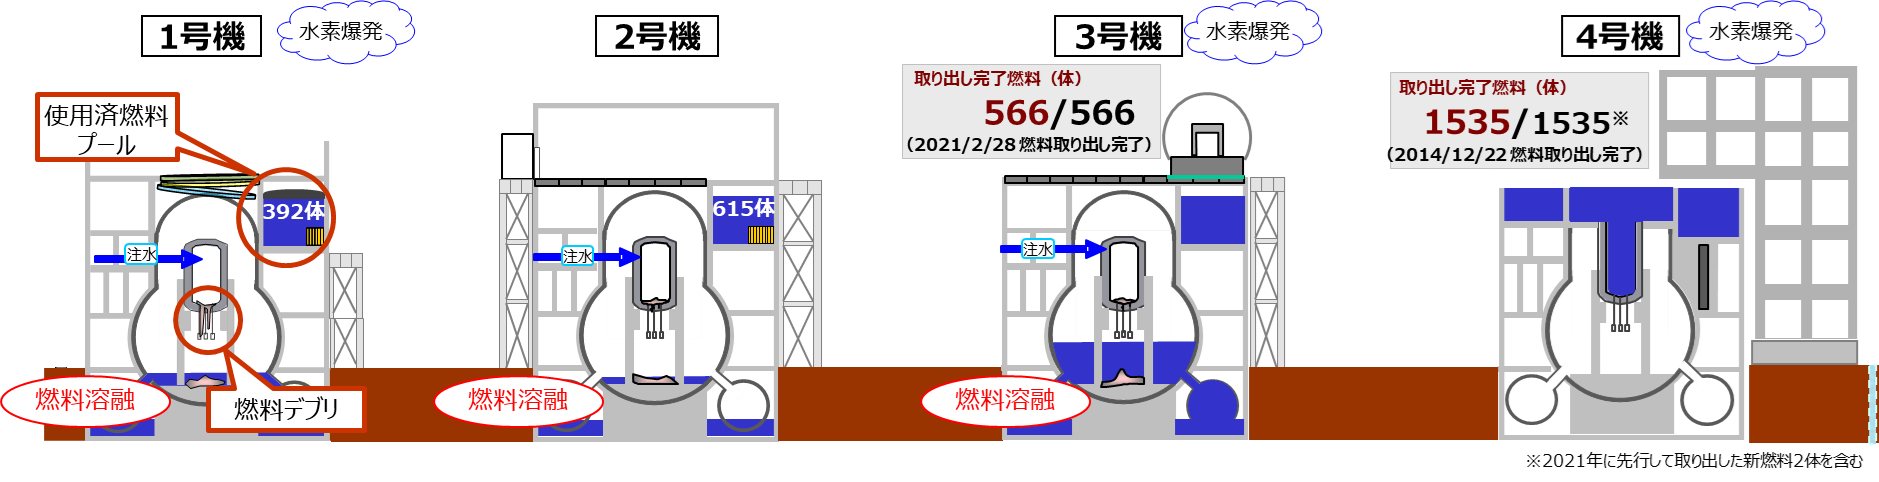 1号機
水素爆発
使用済燃料
プール
392体
注水
燃料溶融
燃料デブリ
2号機
615体
注水
燃料溶融
3号機
水素爆発
取り出し完了燃料（体）
566/566
（2021/2/28 燃料取り出し完了）
注水
燃料溶融
4号機
水素爆発
取り出し完了燃料（体）
1535/1535※
（2014/12/22 燃料取り出し完了）
※2021年に先行して取り出した新燃料2体を含む